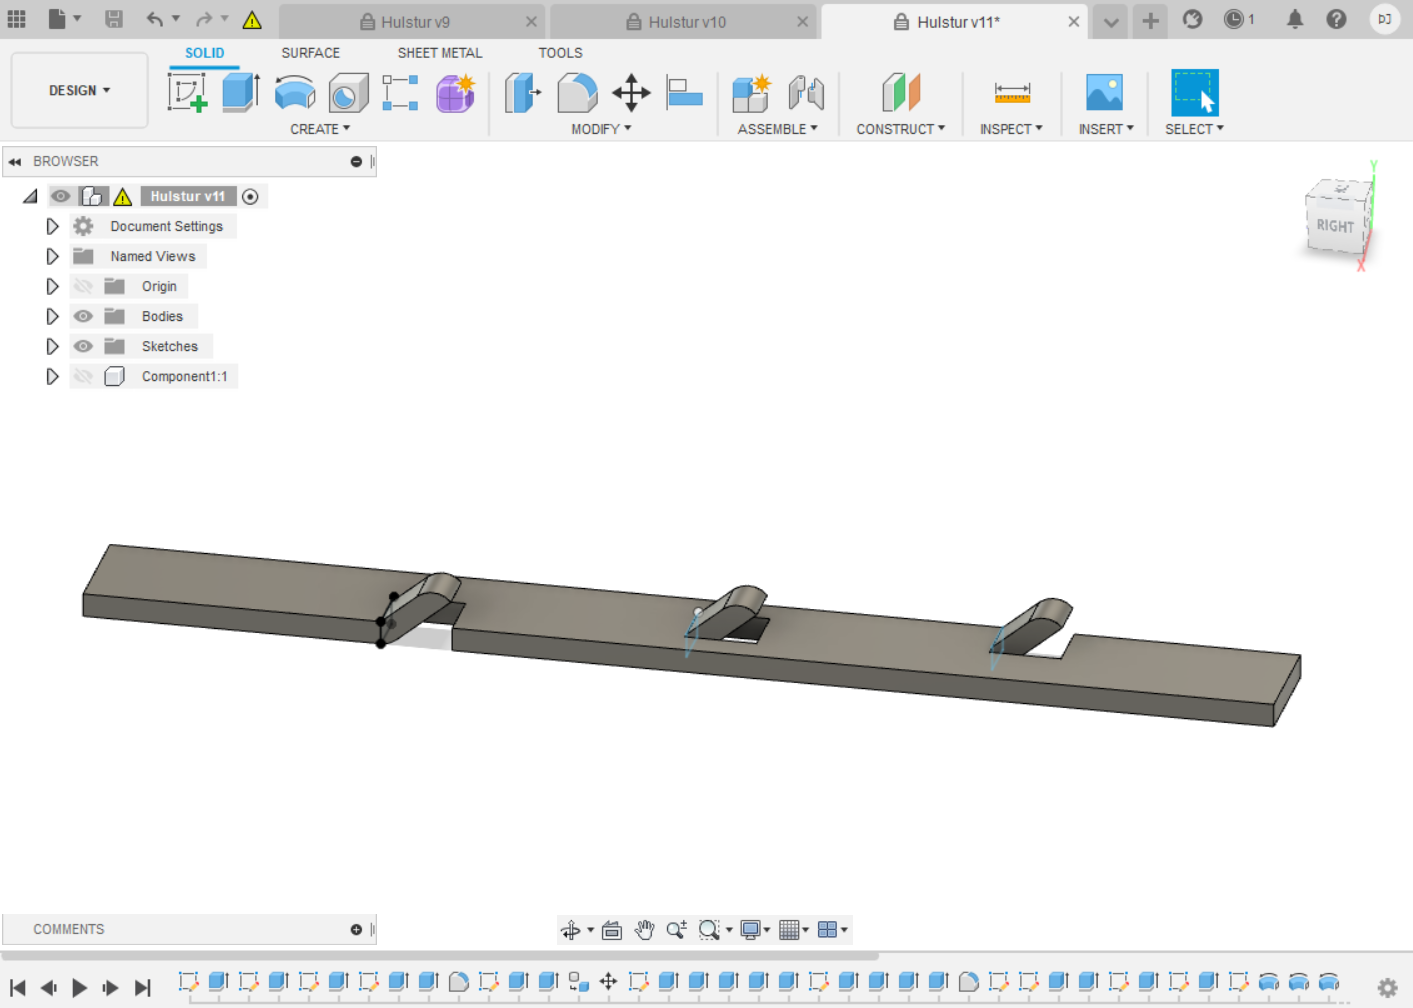 Hulstur v9
Hulstur v10
Hulstur v11*
1
DJ
SOLID
SURFACE
SHEET METAL
TOOLS
DESIGN
CREATE
MODIFY
ASSEMBLE
CONSTRUCT
INSPECT
INSERT
SELECT
BROWSER
Hulstur v11
Document Settings
Named Views
Origin
Bodies
Sketches
Component1:1
Y
RIGHT
X
COMMENTS